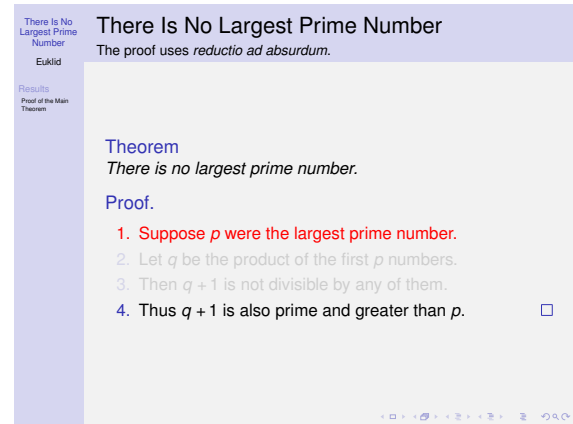 There Is No
Largest Prime
Number
Euklid
Results
Proof of the Main
Theorem
There Is No Largest Prime Number
The proof uses reductio ad absurdum.
Theorem
There is no largest prime number.
Proof.
1. Suppose p were the largest prime number.
2. Let q be the product of the first p numbers.
3. Then q + 1 is not divisible by any of them.
4. Thus q + 1 is also prime and greater than p.